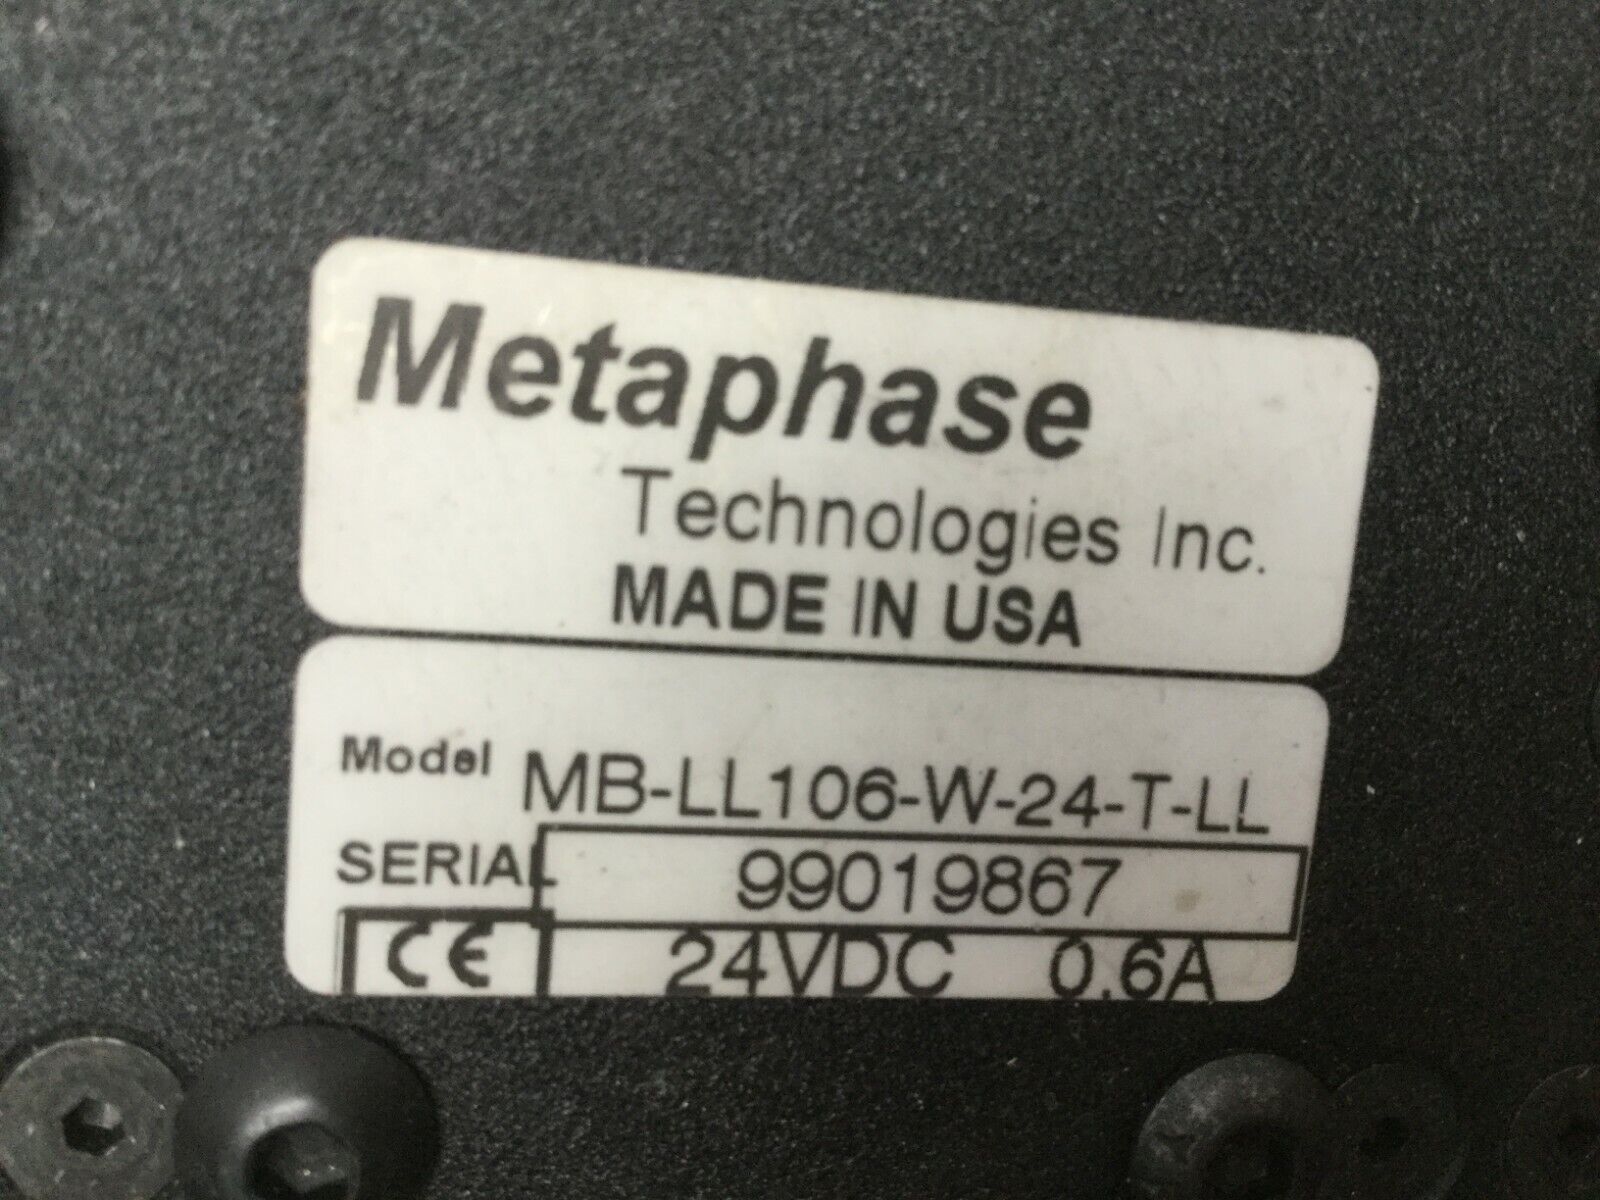 Metaphase
Technologies Inc.
MADE IN USA
Model MB-LL106-W-24-T-LL
SERIAL 99019867
CE 24VDC 0.6A